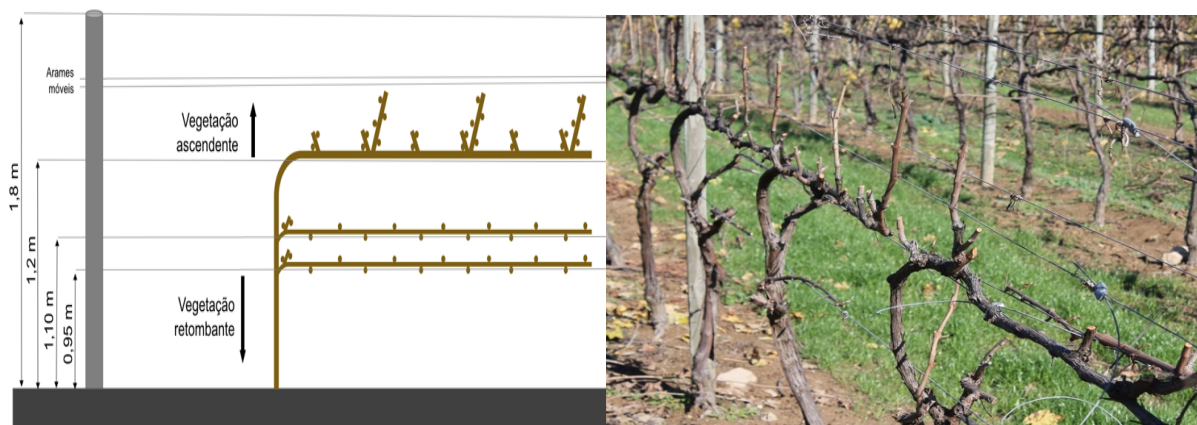 Arames
móveis
Vegetação
ascendente
Vegetação
retombante
1,8 m
1,2 m
1,10 m
0,95 m